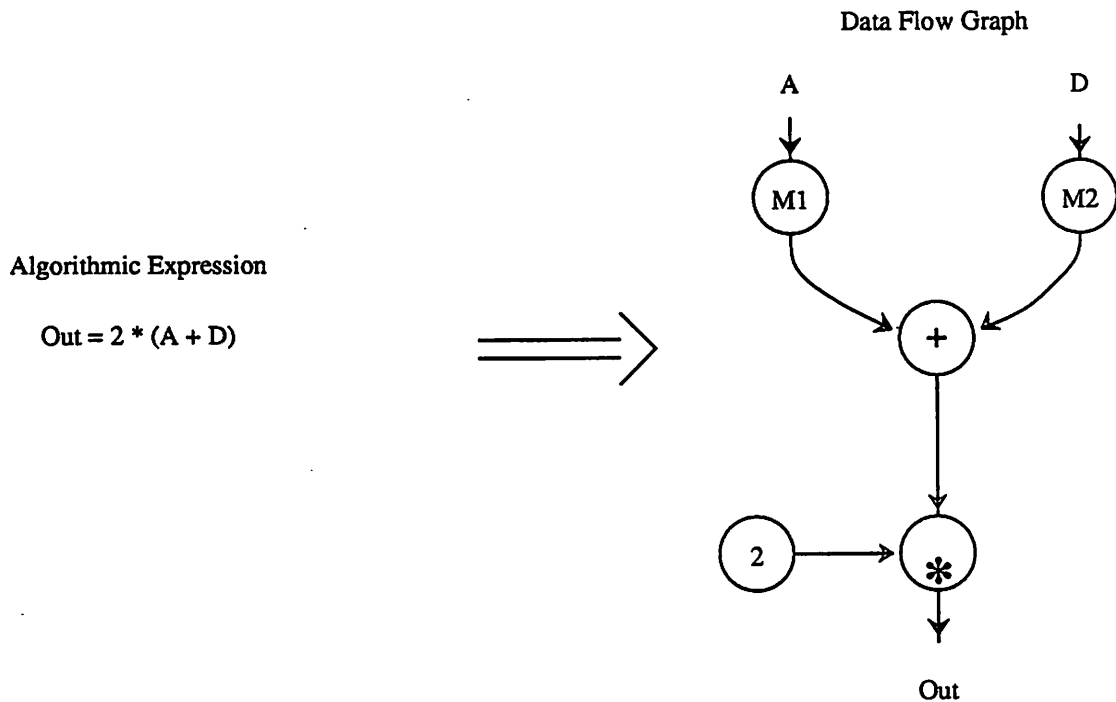 Data Flow Graph
A
D
M1
M2
Algorithmic Expression
Out = 2 * (A + D)
+
2
*
Out